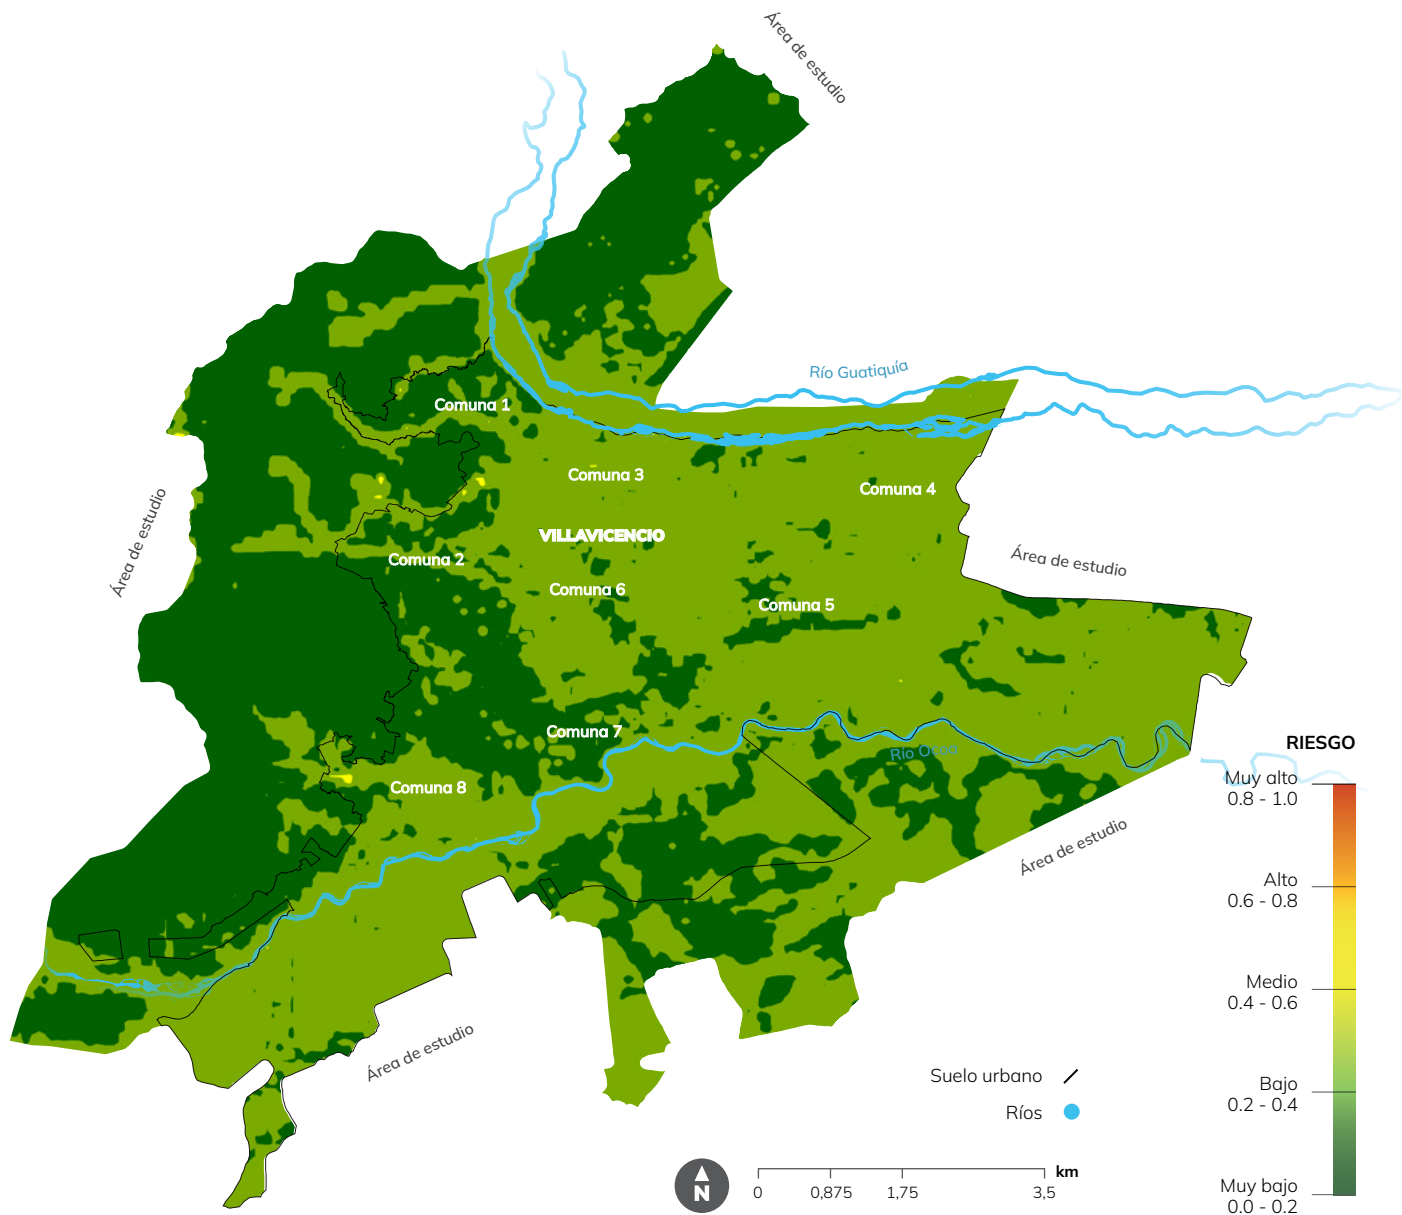 Área de estudio
Río Guatiquía
Comuna 1
Comuna 3
Comuna 4
Área de estudio
VILLAVICENCIO
Comuna 2
Área de estudio
Comuna 6
Comuna 5
Comuna 7
Río Ocoa
Comuna 8
Área de estudio
Área de estudio
RIESGO
Muy alto
0.8 - 1.0
Alto
0.6 - 0.8
Medio
0.4 - 0.6
Bajo
0.2 - 0.4
Muy bajo
0.0 - 0.2
Suelo urbano
Ríos
N
km
0 0,875 1,75 3,5